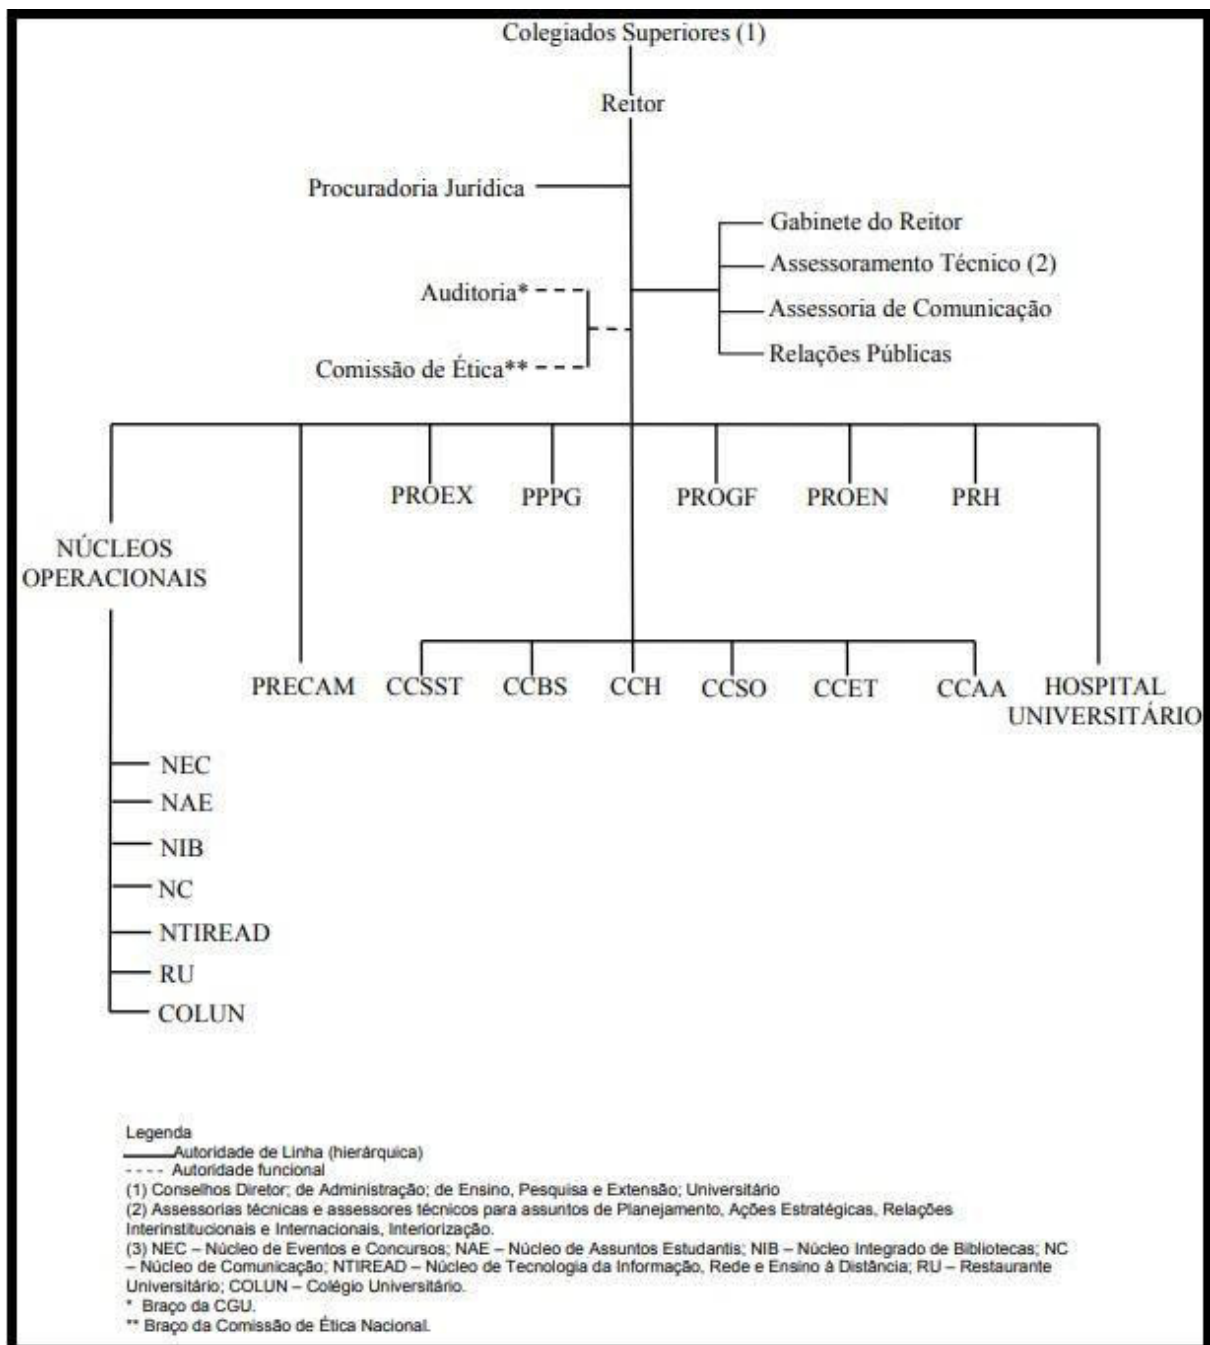 Colegiados Superiores (1)
Reitor
Procuradoria Jurídica
Gabinete do Reitor
Assessoramento Técnico (2)
Auditoria*
Assessoria de Comunicação
Relações Públicas
Comissão de Ética**
PROEX PPPG PROGF PROEN PRH
NÚCLEOS
OPERACIONAIS
PRECAM CCSST CCBS CCH CCSO CCET CCAA HOSPITAL
UNIVERSITÁRIO
NEC
NAE
NIB
NC
NTIREAD
RU
COLUN
Legenda
Autoridade de Linha (hierárquica)
- - - - Autoridade funcional
(1) Conselhos Diretor; de Administração; de Ensino, Pesquisa e Extensão; Universitário
(2) Assessorias técnicas e assessores técnicos para assuntos de Planejamento, Ações Estratégicas, Relações
Interinstitucionais e Internacionais, Interiorização.
(3) NEC – Núcleo de Eventos e Concursos; NAE – Núcleo de Assuntos Estudantis; NIB – Núcleo Integrado de Bibliotecas; NC
– Núcleo de Comunicação; NTIREAD – Núcleo de Tecnologia da Informação, Rede e Ensino à Distância; RU – Restaurante
Universitário; COLUN – Colégio Universitário.
* Braço da CGU.
** Braço da Comissão de Ética Nacional.